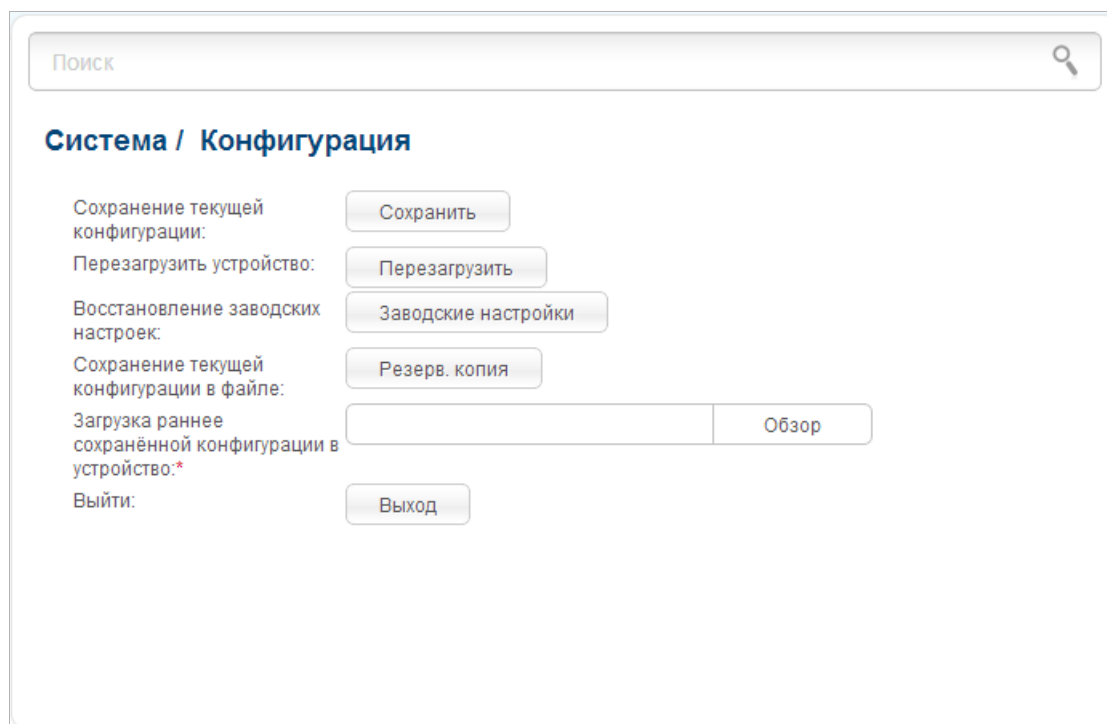 Поиск
Система / Конфигурация
Сохранение текущей
конфигурации:
Сохранить
Перезагрузить устройство:
Перезагрузить
Восстановление заводских
настроек:
Заводские настройки
Сохранение текущей
конфигурации в файле:
Резерв. копия
Загрузка раннее
сохранённой конфигурации в
устройство:*
Обзор
Выйти:
Выход